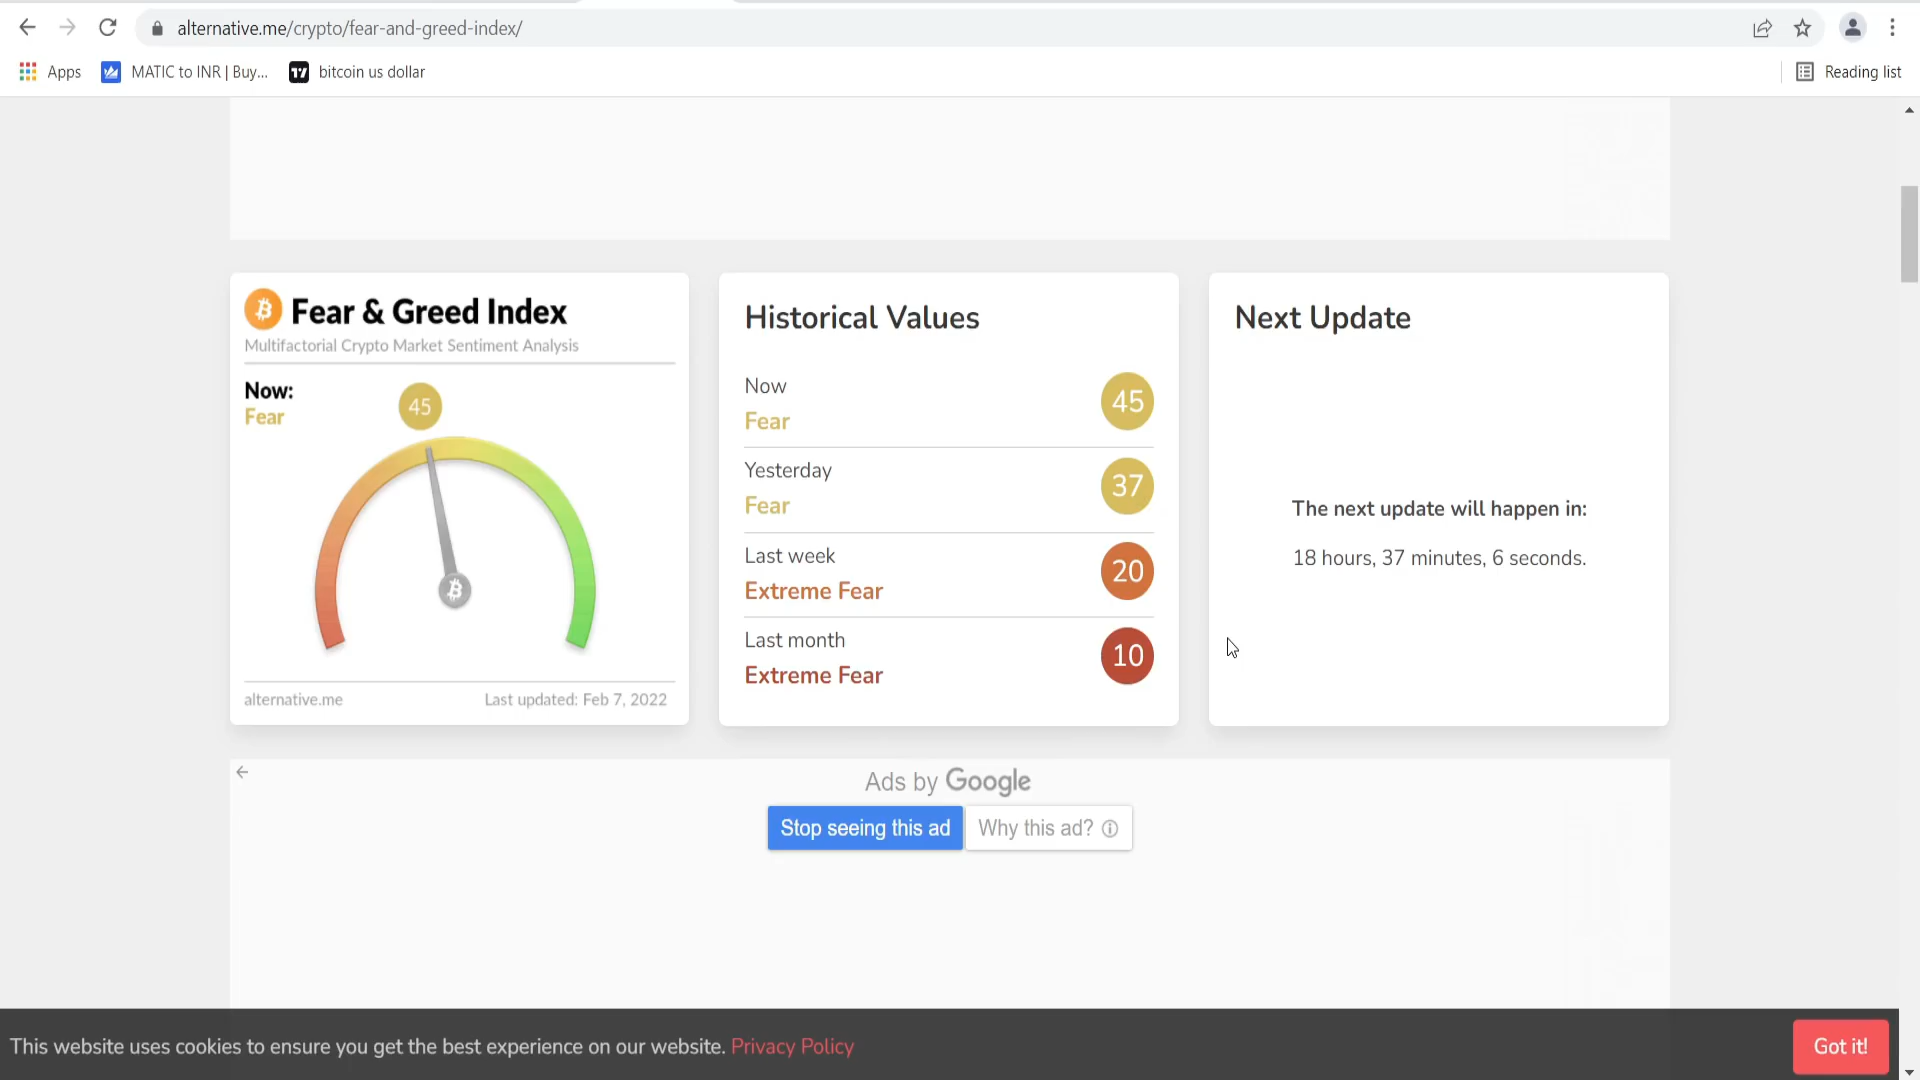 alternative.me/crypto/fear-and-greed-index/
Apps
MATIC to INR | Buy...
bitcoin us dollar
Reading list
Fear & Greed Index
Multifactorial Crypto Market Sentiment Analysis
Now:
Fear
45
alternative.me
Last updated: Feb 7, 2022
Historical Values
Now
Fear
45
Yesterday
Fear
37
Last week
Extreme Fear
20
Last month
Extreme Fear
10
Next Update
The next update will happen in:
18 hours, 37 minutes, 6 seconds.
Ads by Google
Stop seeing this ad
Why this ad?
This website uses cookies to ensure you get the best experience on our website. Privacy Policy
Got it!